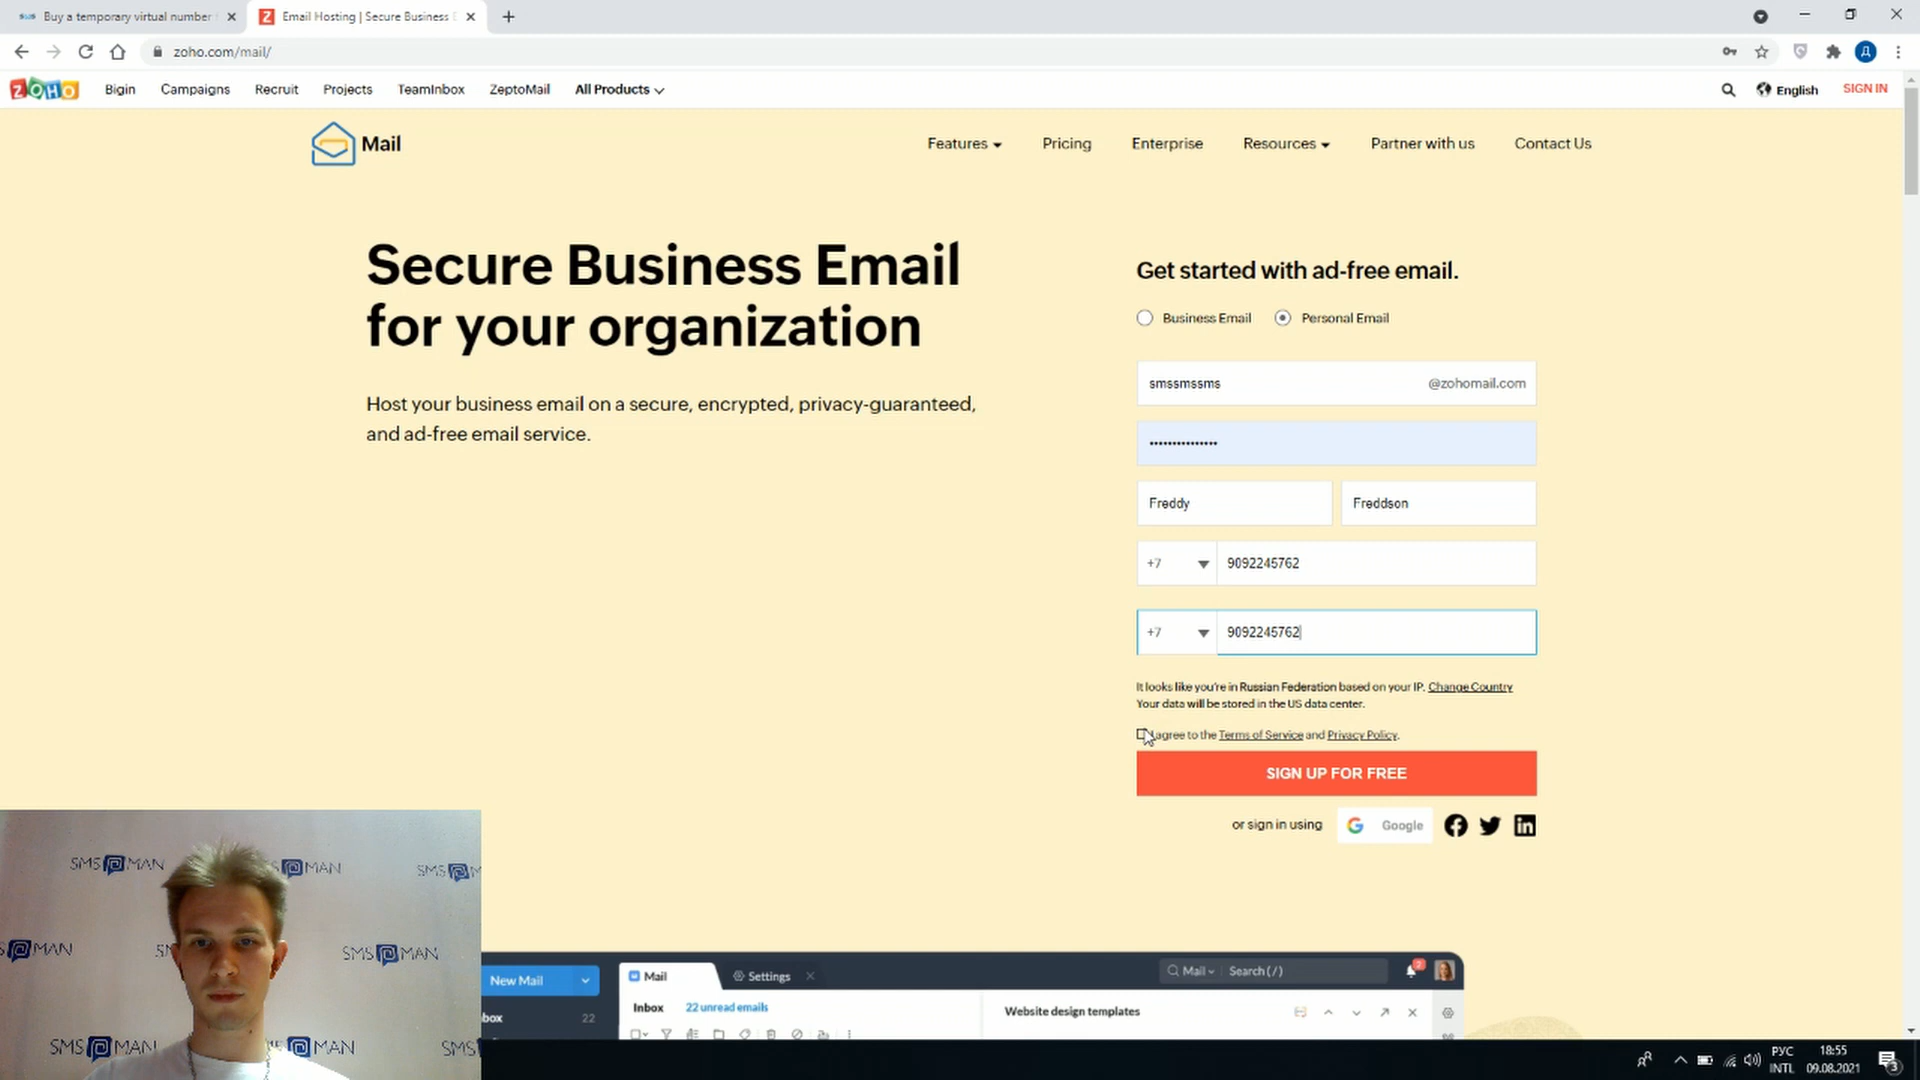 sms Buy a temporary virtual number
Email Hosting | Secure Business E
zoho.com/mail/
Д
ZOHO
Bigin Campaigns Recruit Projects TeamInbox ZeptoMail All Products
English SIGN IN
Mail
Features Pricing Enterprise Resources Partner with us Contact Us
Secure Business Email
for your organization
Host your business email on a secure, encrypted, privacy-guaranteed,
and ad-free email service.
Get started with ad-free email.
Business Email Personal Email
smssmssms @zohomail.com
•••••••••••••••
Freddy Freddson
+7 9092245762
+7 9092245762
It looks like you're in Russian Federation based on your IP. Change Country
Your data will be stored in the US data center.
agree to the Terms of Service and Privacy Policy.
SIGN UP FOR FREE
or sign in using Google
SMS MAN MAN SMS
MAN SMS MAN
SMS MAN MAN SMS
New Mail
box 22
Mail Settings
Mail Search (/)
2
Inbox 22 unread emails
Website design templates
РУС
INTL
18:55
09.08.2021
3